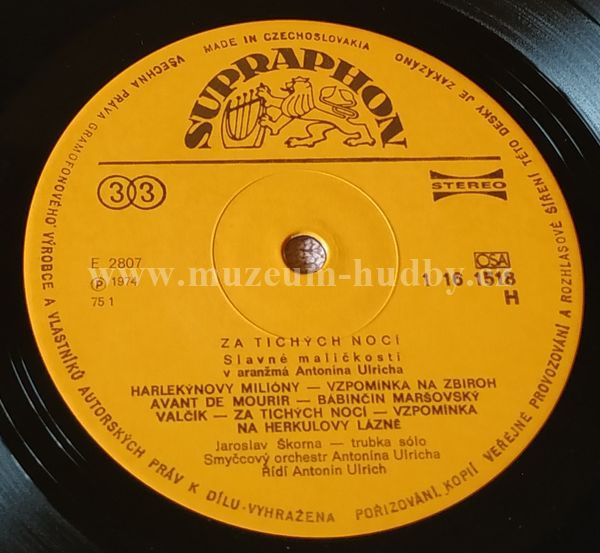 VŠECHNA PRÁVA GRAMOFONOVÉHO VÝROBCE A VLASTNÍKŮ AUTORSKÝCH PRÁV K DÍLU-VYHRAŽENA
POŘIZOVÁNÍ KOPIÍ VEŘEJNÉ PROVOZOVÁNÍ A ROZHLASOVÉ ŠÍŘENÍ TÉTO DESKY JE ZAKÁZÁNO
MADE IN CZECHOSLOVAKIA
SUPRAPHON
33
STEREO
E 2807
Ⓟ 1974
75 1
OSA
1 16 1518
H
www.muzeum-hudby.cz
ZA TICHÝCH NOCÍ
Slavné maličkosti
v aranžmá Antonína Ulricha
HARLEKÝNOVY MILIÓNY — VZPOMÍNKA NA ZBIROH
AVANT DE MOURIR — BABINČIN MARŠOVSKÝ
VALČÍK — ZA TICHÝCH NOCÍ — VZPOMÍNKA
NA HERKULOVY LÁZNĚ
Jaroslav Škorna — trubka sólo
Smyčcový orchestr Antonína Ulricha
Řídí Antonín Ulrich